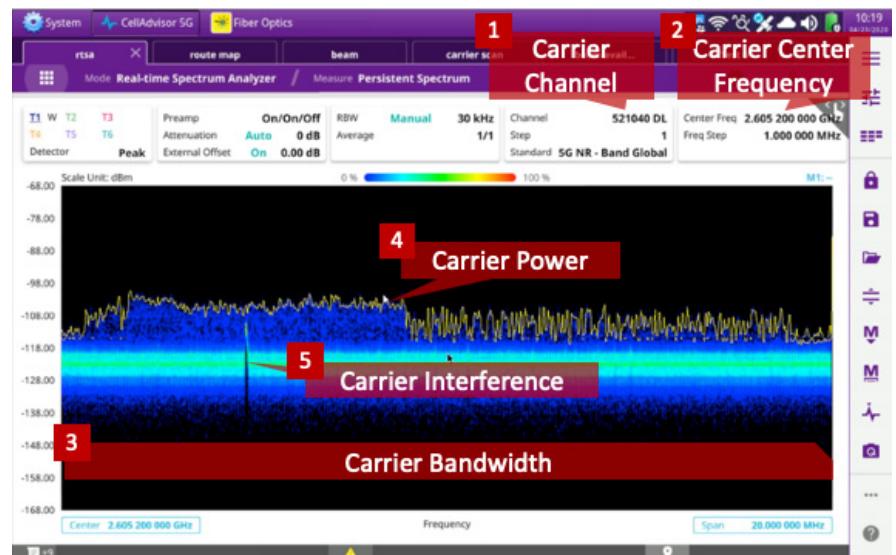 System CellAdvisor 5G Fiber Optics 10:19
04/29/2020
1 2
rtsa × route map beam carrier scan
Carrier Channel
Carrier Center Frequency
Mode Real-time Spectrum Analyzer / Measure Persistent Spectrum
T1 W T2 T3
T4 T5 T6
Detector Peak
Preamp On/On/Off
Attenuation Auto 0 dB
External Offset On 0.00 dB
RBW Manual 30 kHz
Average 1/1
Channel 521040 DL
Step 1
Standard 5G NR - Band Global
Center Freq 2.605 200 000 GHz
Freq Step 1.000 000 MHz
Scale Unit: dBm 0 % 100 % M1: --
-68.00
-78.00
-88.00
-98.00
-108.00
-118.00
-128.00
-138.00
-148.00
-158.00
-168.00
4
Carrier Power
5
Carrier Interference
3
Carrier Bandwidth
Center 2.605 200 000 GHz Frequency Span 20.000 000 MHz
M
M
+9